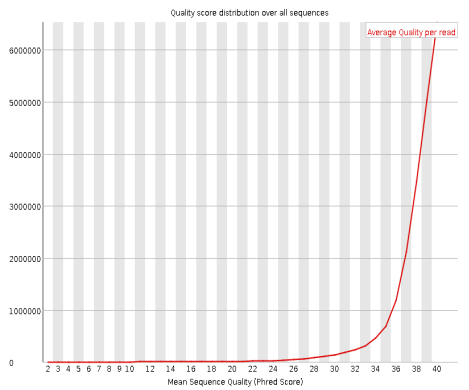 Quality score distribution over all sequences
Average Quality per read
6000000
5000000
4000000
3000000
2000000
1000000
0
2 3 4 5 6 7 8 9 10 12 14 16 18 20 22 24 26 28 30 32 34 36 38 40
Mean Sequence Quality (Phred Score)